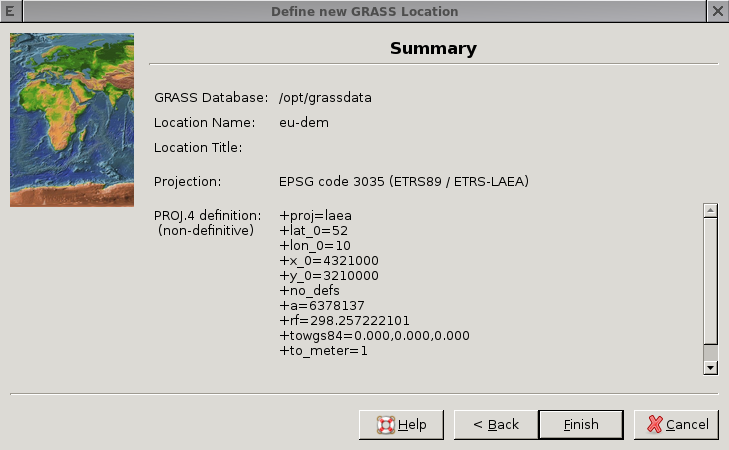 E Define new GRASS Location X
Summary
GRASS Database: /opt/grassdata
Location Name: eu-dem
Location Title:
Projection: EPSG code 3035 (ETRS89 / ETRS-LAEA)
PROJ.4 definition: +proj=laea
(non-definitive) +lat_0=52
+lon_0=10
+x_0=4321000
+y_0=3210000
+no_defs
+a=6378137
+rf=298.257222101
+towgs84=0.000,0.000,0.000
+to_meter=1
Help < Back Finish Cancel